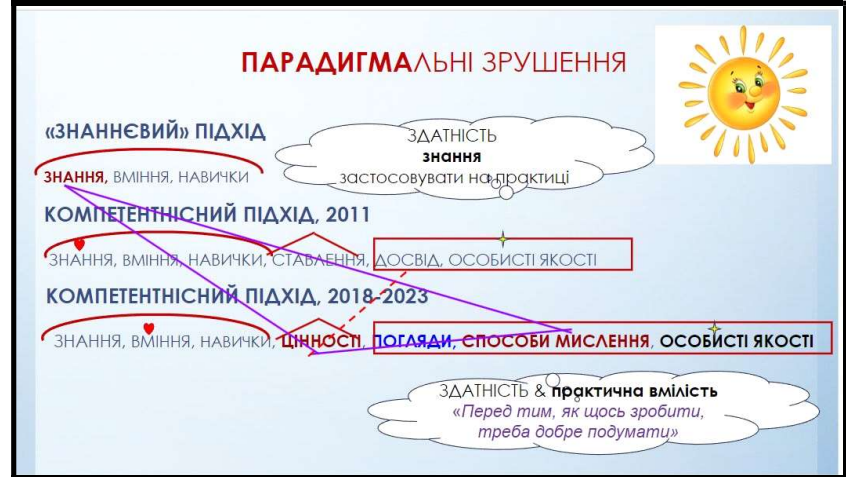 ПАРАДИГМАЛЬНІ ЗРУШЕННЯ
«ЗНАННЄВИЙ» ПІДХІД
ЗДАТНІСТЬ
знання
застосовувати на практиці
ЗНАННЯ, ВМІННЯ, НАВИЧКИ
КОМПЕТЕНТНІСНИЙ ПІДХІД, 2011
ЗНАННЯ, ВМІННЯ, НАВИЧКИ, СТАВЛЕННЯ, ДОСВІД, ОСОБИСТІ ЯКОСТІ
КОМПЕТЕНТНІСНИЙ ПІДХІД, 2018-2023
ЗНАННЯ, ВМІННЯ, НАВИЧКИ, ЦІННОСТІ, ПОГЛЯДИ, СПОСОБИ МИСЛЕННЯ, ОСОБИСТІ ЯКОСТІ
ЗДАТНІСТЬ & практична вмілість
«Перед тим, як щось зробити,
треба добре подумати»